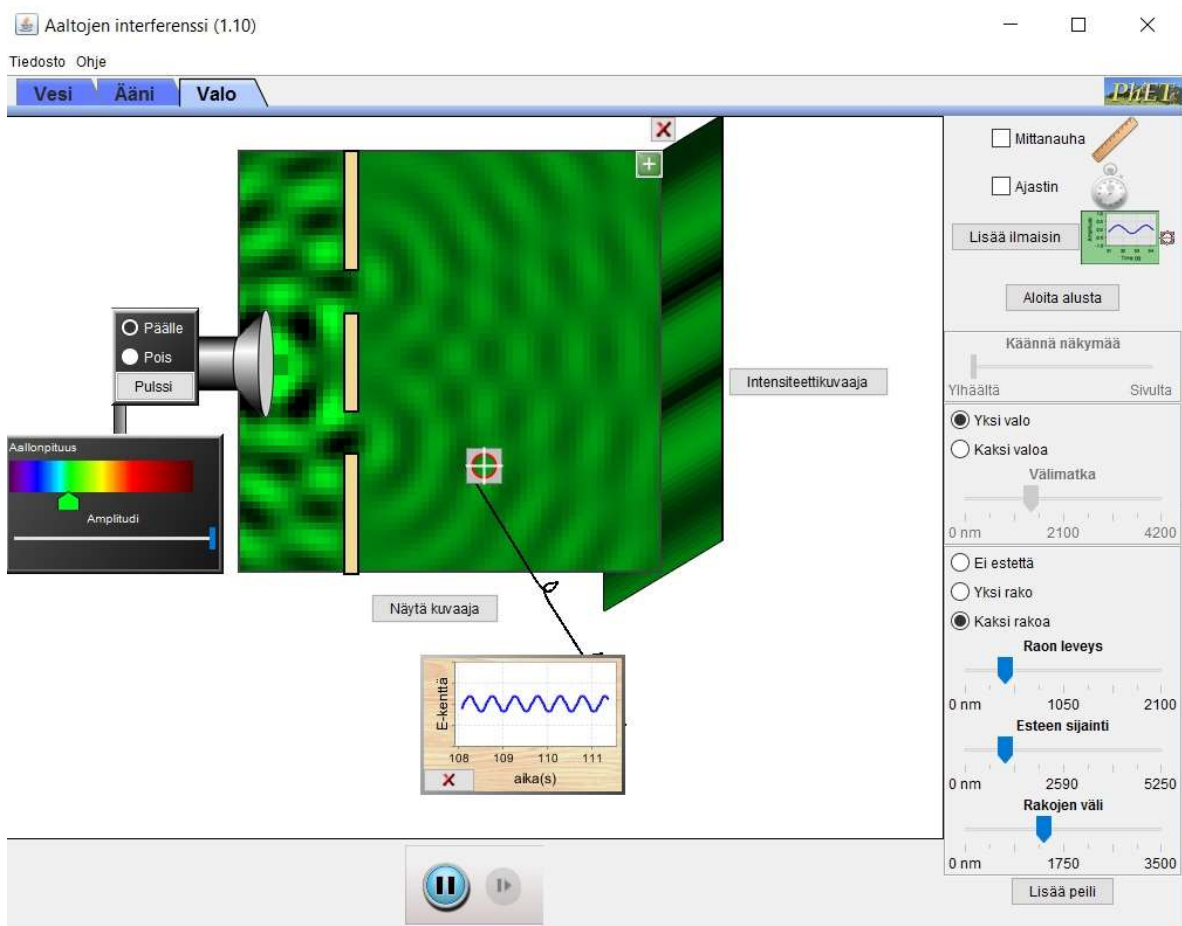 Aaltojen interferenssi (1.10)
Tiedosto Ohje
Vesi Ääni Valo
PhET
Mittanauha
Ajastin
Lisää ilmaisin
Aloita alusta
Käännä näkymää
Ylhäältä Sivulta
Yksi valo
Kaksi valoa
Välimatka
0 nm 2100 4200
Ei estettä
Yksi rako
Kaksi rakoa
Raon leveys
0 nm 1050 2100
Esteen sijainti
0 nm 2590 5250
Rakojen väli
0 nm 1750 3500
Lisää peili
Päälle
Pois
Pulssi
Aallonpituus
Amplitudi
Intensiteettikuvaaja
Näytä kuvaaja
E-kenttä
108 109 110 111
aika(s)